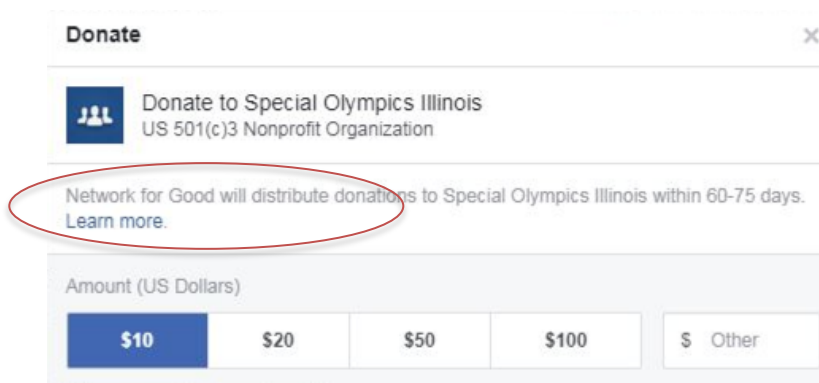 Donate
Donate to Special Olympics Illinois
US 501(c)3 Nonprofit Organization
Network for Good will distribute donations to Special Olympics Illinois within 60-75 days.
Learn more.
Amount (US Dollars)
$10 $20 $50 $100 $ Other